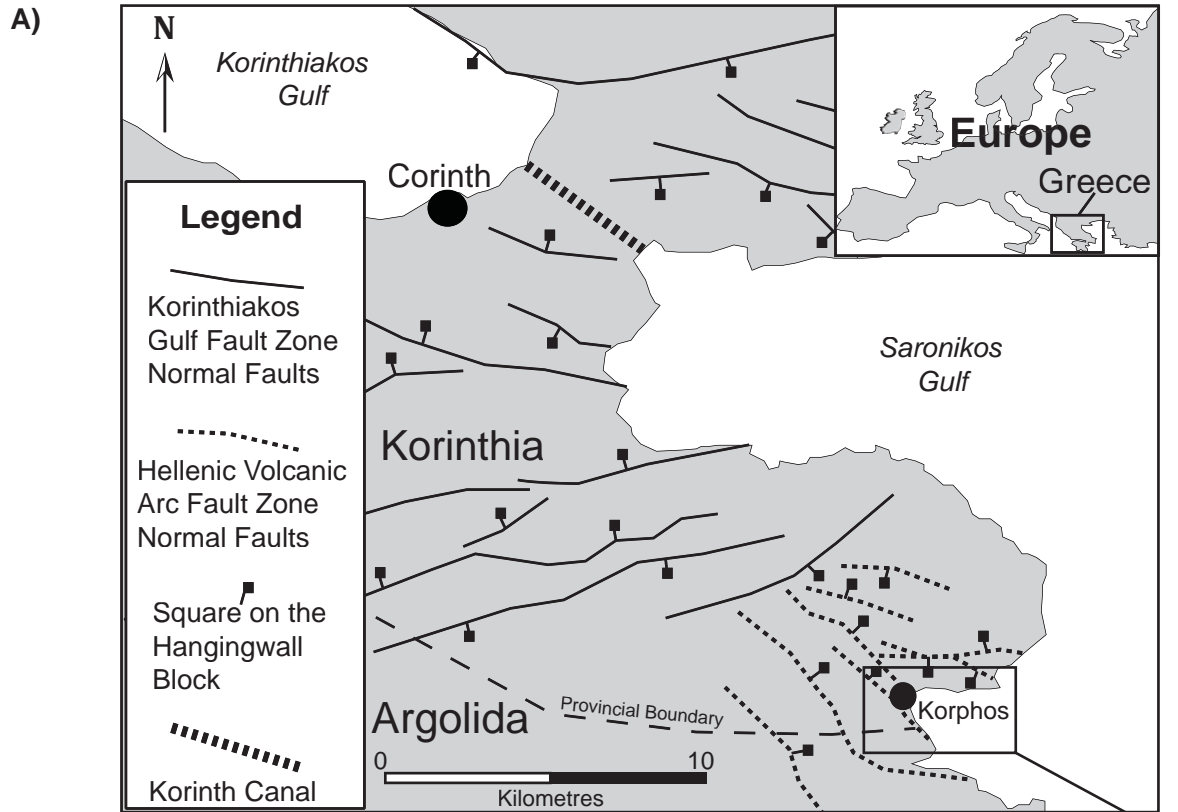 A)
N
Korinthiakos
Gulf
Europe
Greece
Corinth
Legend
Korinthiakos
Gulf Fault Zone
Normal Faults
Hellenic Volcanic
Arc Fault Zone
Normal Faults
Square on the
Hangingwall
Block
Korinth Canal
Saronikos
Gulf
Korinthia
Argolida
Provincial Boundary
Korphos
0 10
Kilometres